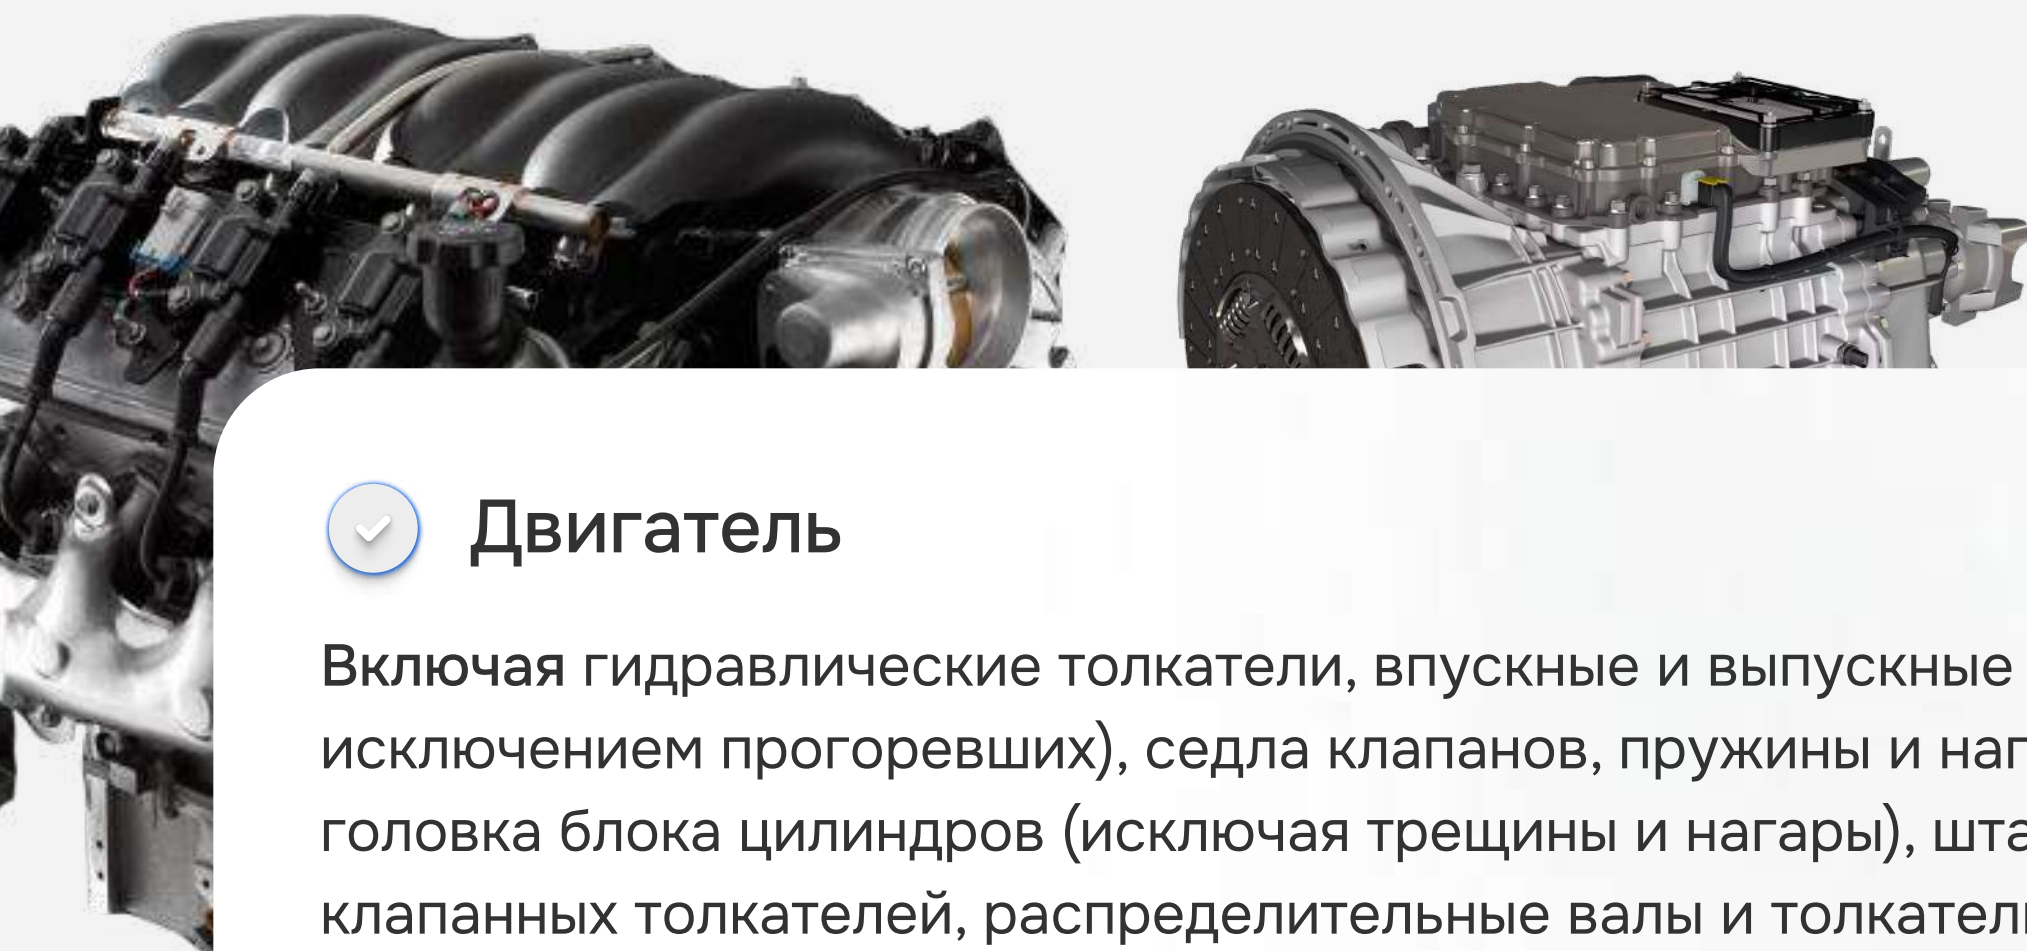 Двигатель
Включая гидравлические толкатели, впускные и выпускные
исключением прогоревших), седла клапанов, пружины и
головка блока цилиндров (исключая трещины и нагары),
клапанных толкателей, распределительные валы и